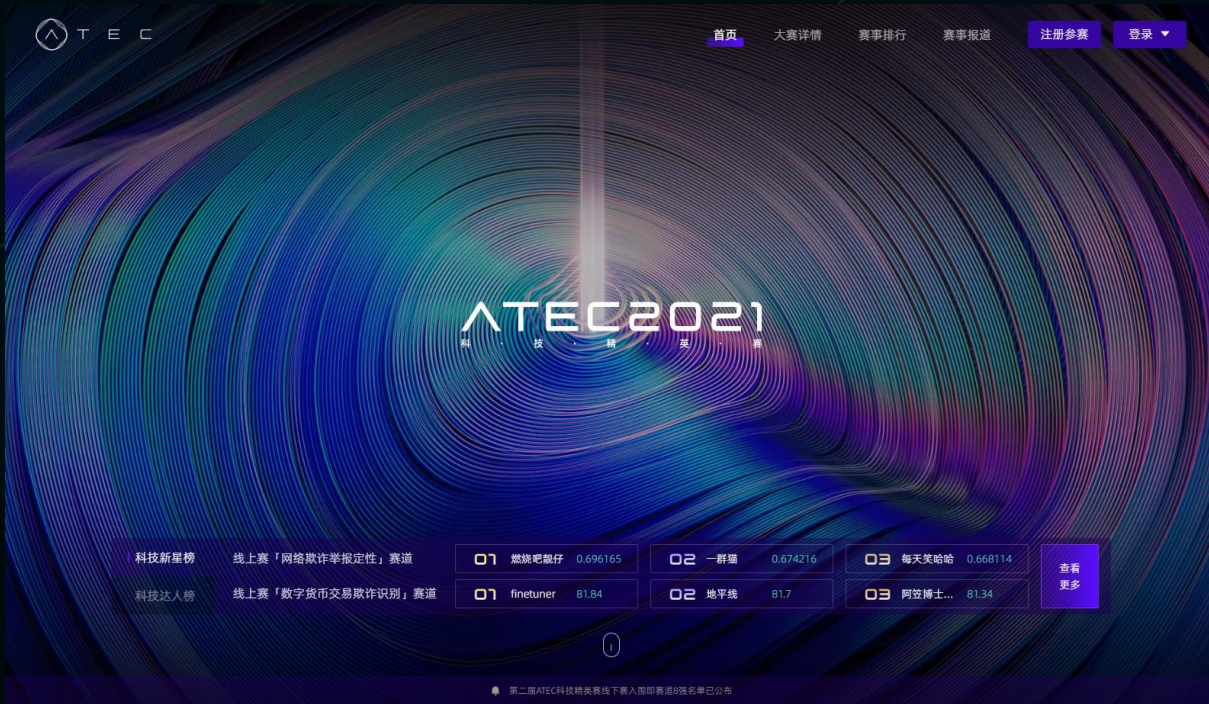 ATEC
首页 大赛详情 赛事排行 赛事报道 注册参赛 登录
ATEC2021
科·技·精·英·赛
科技新星榜 线上赛「网络欺诈举报定性」赛道 01 燃烧吧靓仔 0.696165 02 一群猫 0.674216 03 每天笑哈哈 0.668114
科技达人榜 线上赛「数字货币交易欺诈识别」赛道 01 finetuner 81.84 02 地平线 81.7 03 阿笠博士... 81.34
查看
更多
第二届ATEC科技精英赛线下赛入围即赛道8强名单已公布